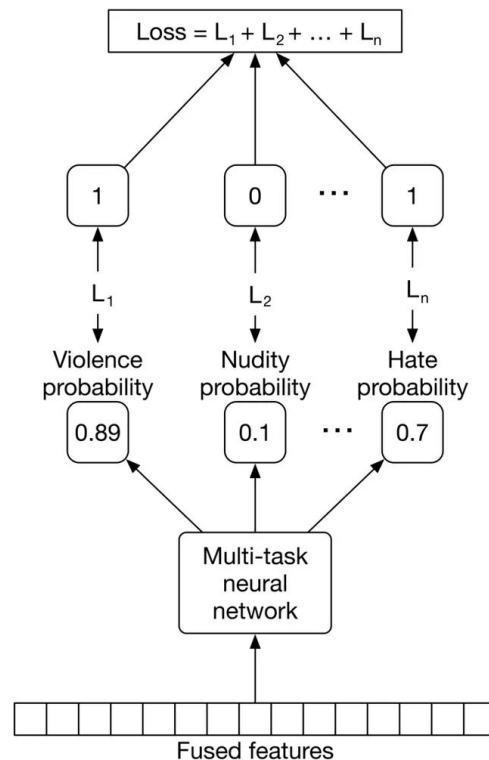 Loss = L₁ + L₂ + ... + Lₙ
1 0 ... 1
L₁ L₂ Lₙ
Violence probability Nudity probability Hate probability
0.89 0.1 ... 0.7
Multi-task
neural
network
Fused features